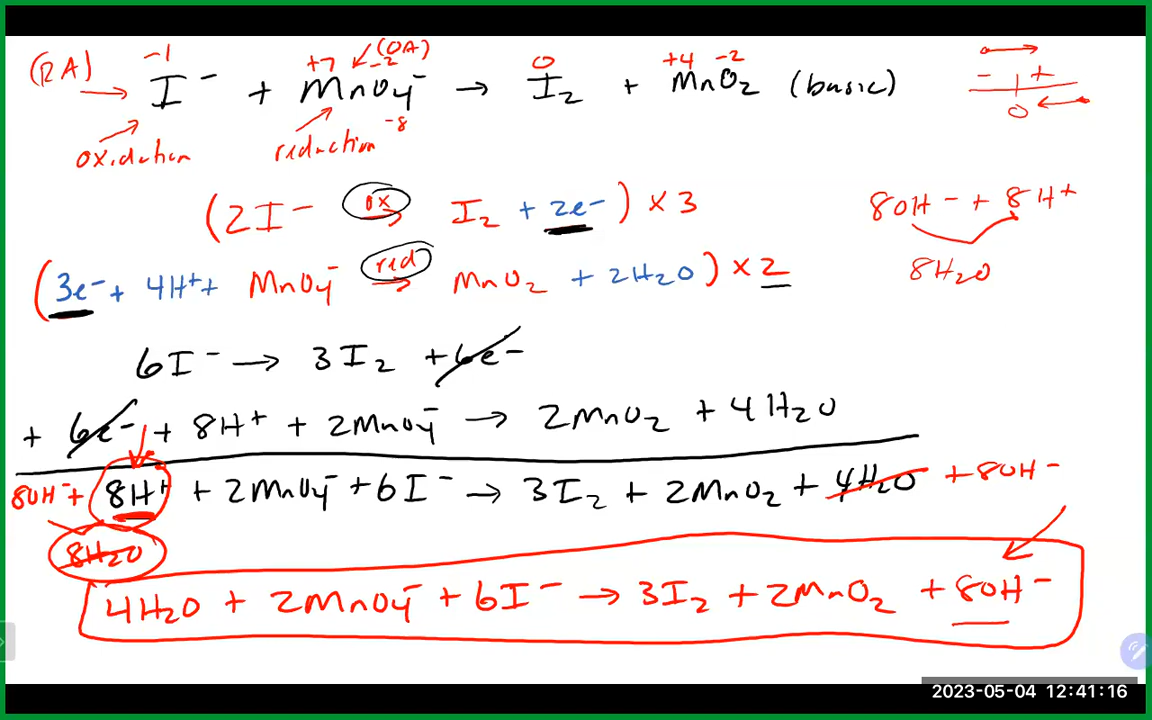 (RA) -1 +7 (OA) -2 0 +4 -2
I⁻ + MnO₄⁻ → I₂ + MnO₂ (basic) - +
-8 0
oxidation reduction
(2I⁻ ox→ I₂ + 2e⁻) × 3 8OH⁻ + 8H⁺
(3e⁻ + 4H⁺ + MnO₄⁻ red→ MnO₂ + 2H₂O) × 2 8H₂O
6I⁻ → 3I₂ + 6e⁻
+ 6e⁻ + 8H⁺ + 2MnO₄⁻ → 2MnO₂ + 4H₂O
8OH⁻ + 8H⁺ + 2MnO₄⁻ + 6I⁻ → 3I₂ + 2MnO₂ + 4H₂O + 8OH⁻
8H₂O
4H₂O + 2MnO₄⁻ + 6I⁻ → 3I₂ + 2MnO₂ + 8OH⁻
2023-05-04 12:41:16